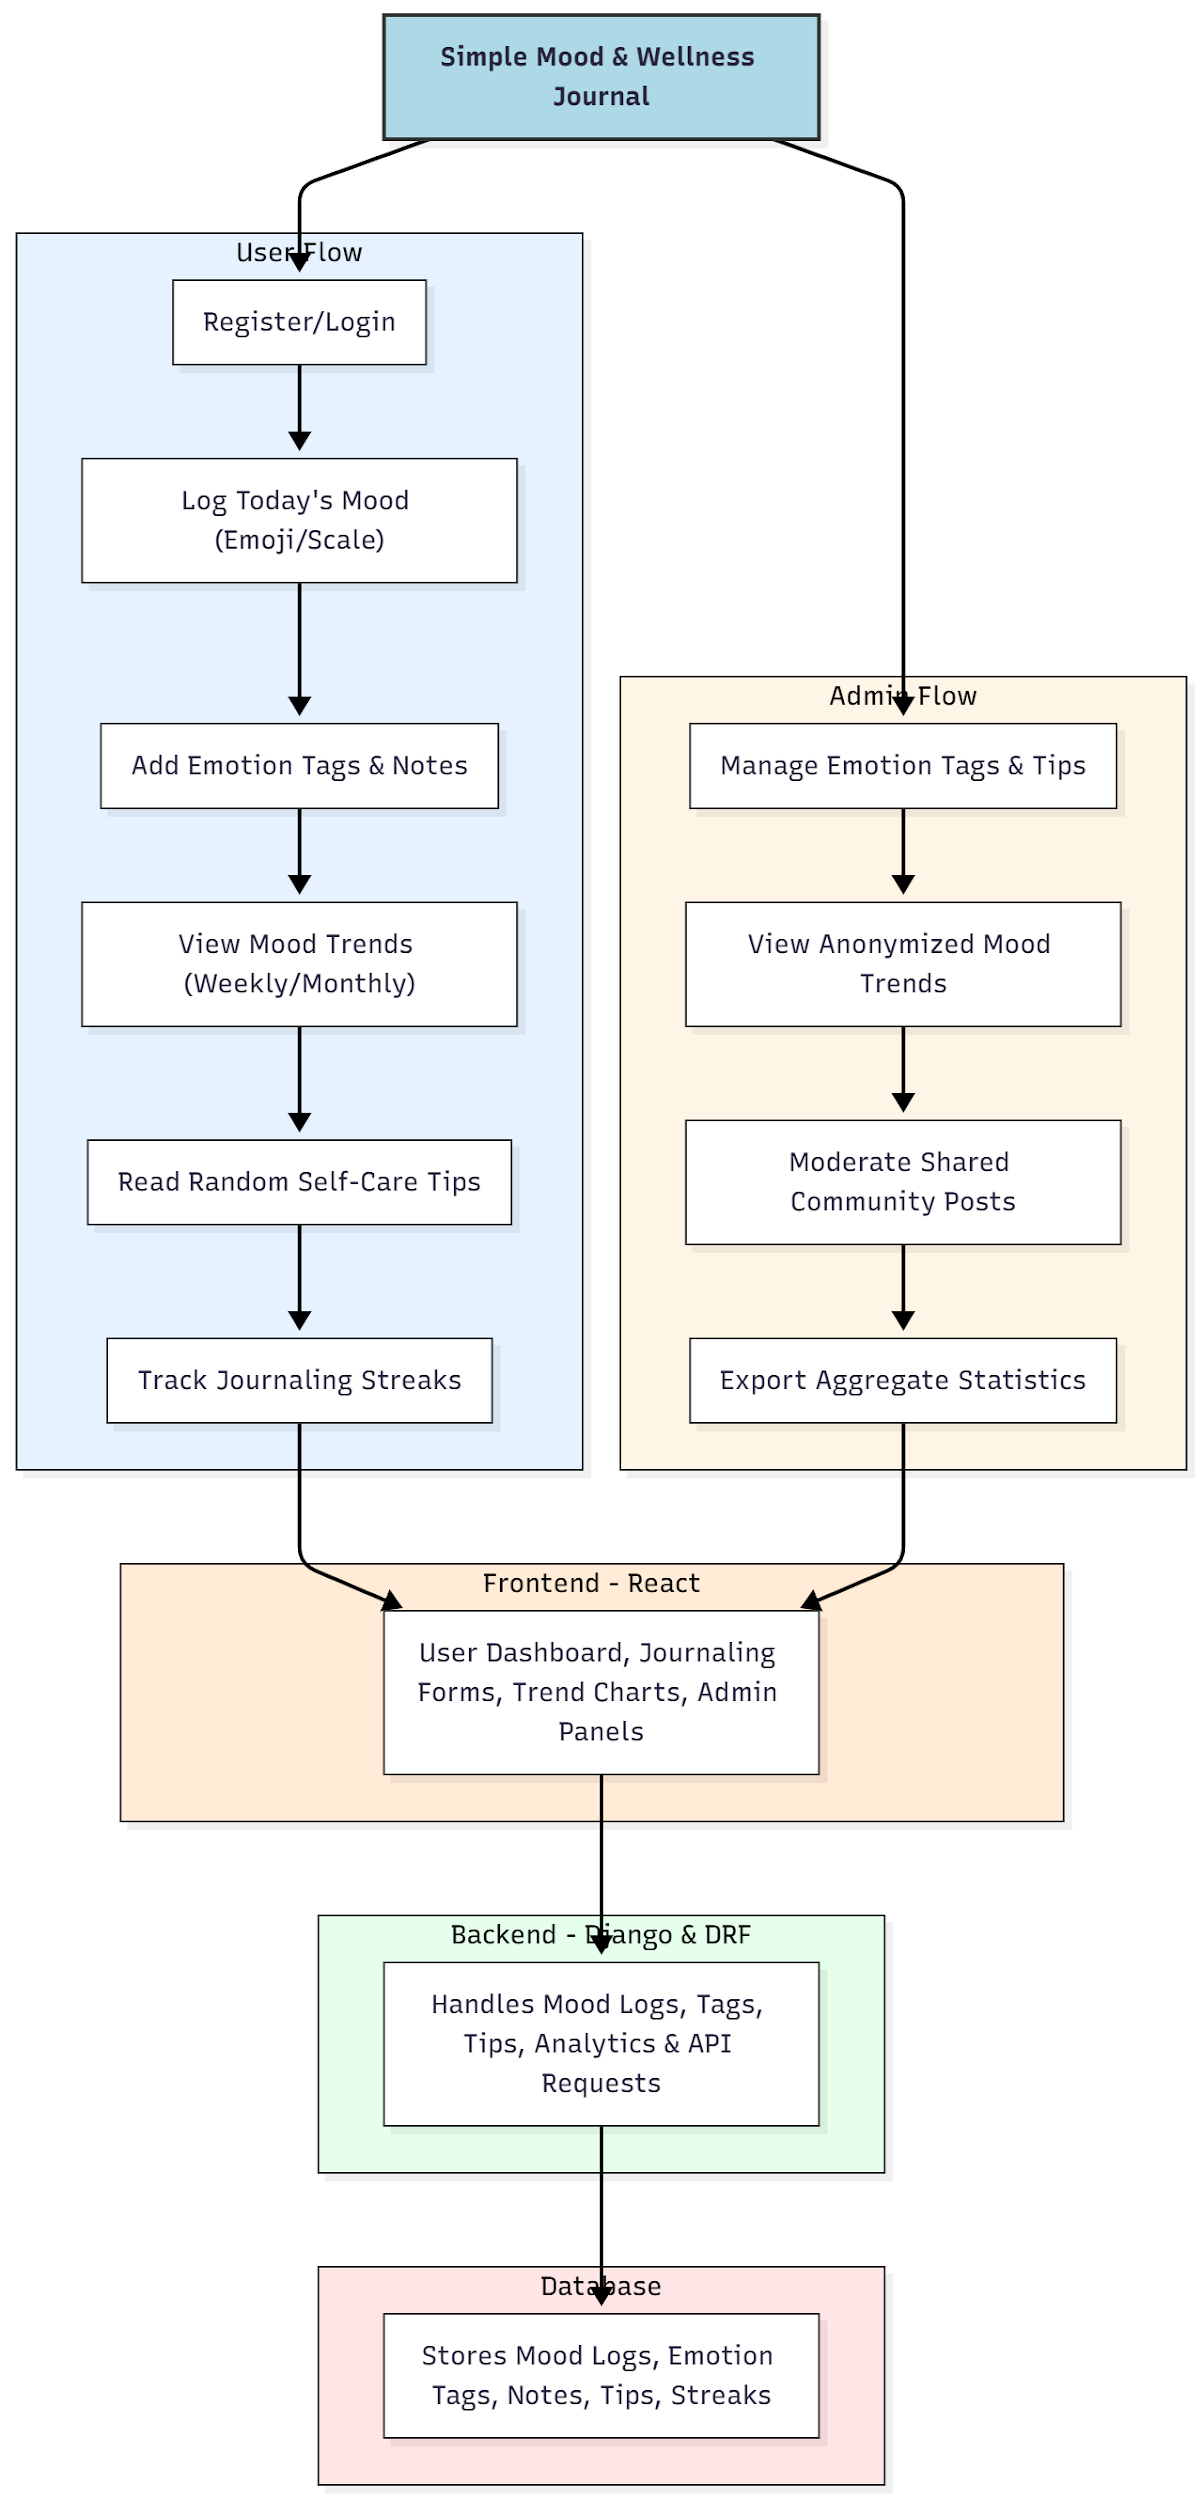 Simple Mood & Wellness
Journal
User Flow
Register/Login
Log Today's Mood
(Emoji/Scale)
Add Emotion Tags & Notes
View Mood Trends
(Weekly/Monthly)
Read Random Self-Care Tips
Track Journaling Streaks
Admin Flow
Manage Emotion Tags & Tips
View Anonymized Mood
Trends
Moderate Shared
Community Posts
Export Aggregate Statistics
Frontend - React
User Dashboard, Journaling
Forms, Trend Charts, Admin
Panels
Backend - Django & DRF
Handles Mood Logs, Tags,
Tips, Analytics & API
Requests
Database
Stores Mood Logs, Emotion
Tags, Notes, Tips, Streaks